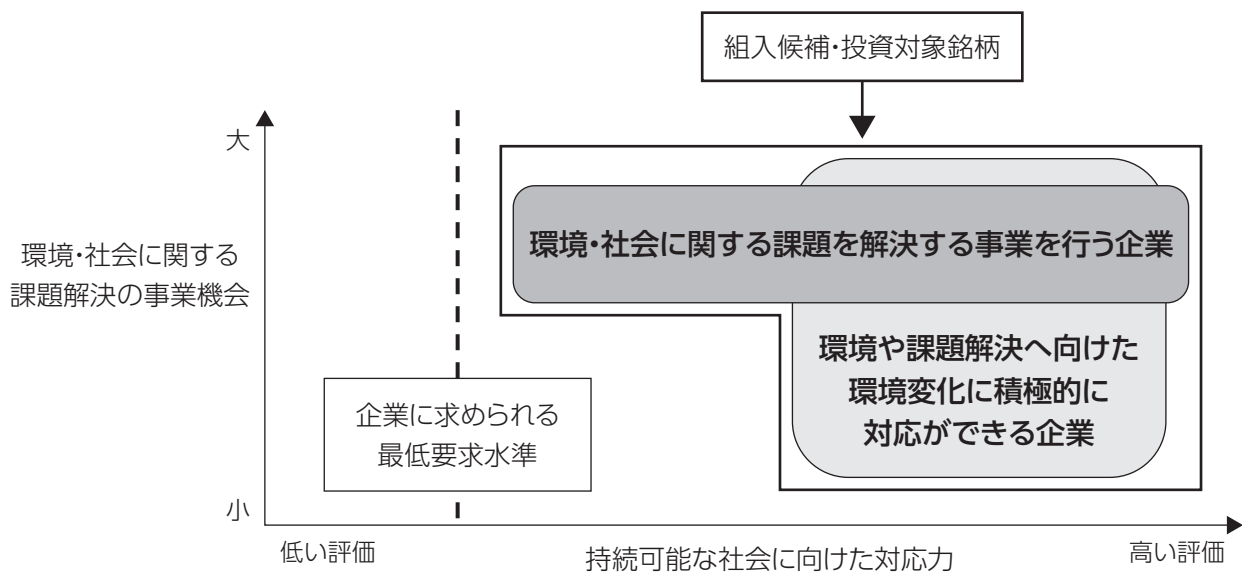 組入候補・投資対象銘柄
大
環境・社会に関する
課題解決の事業機会
環境・社会に関する課題を解決する事業を行う企業
環境や課題解決へ向けた
環境変化に積極的に
対応ができる企業
企業に求められる
最低要求水準
小
低い評価
持続可能な社会に向けた対応力
高い評価